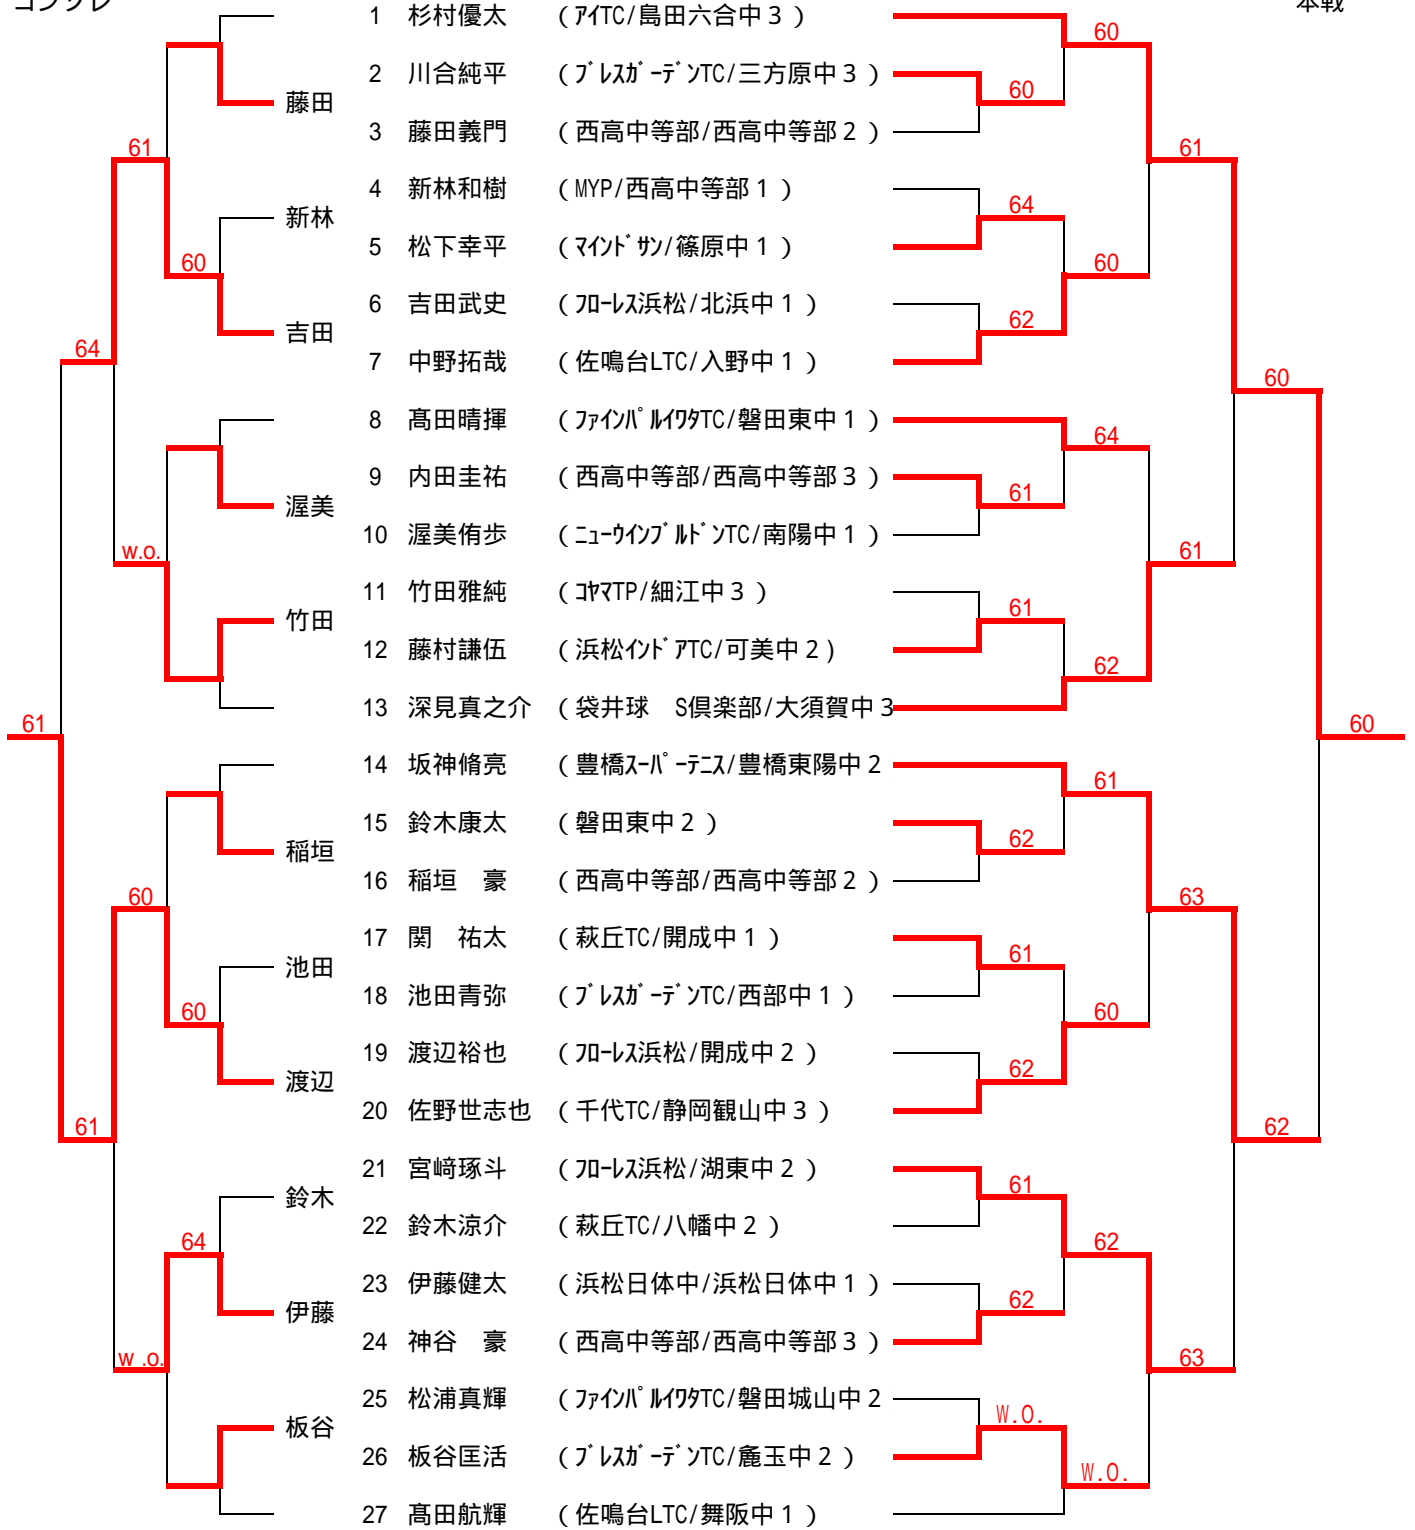 コンソレ
本戦
1 杉村優太 (アイTC/島田六合中3)
2 川合純平 (ブレスガーデンTC/三方原中3)
3 藤田義門 (西高中等部/西高中等部2)
4 新林和樹 (MYP/西高中等部1)
5 松下幸平 (マインドサン/篠原中1)
6 吉田武史 (フローレス浜松/北浜中1)
7 中野拓哉 (佐鳴台LTC/入野中1)
8 髙田晴揮 (ファインパルイワタTC/磐田東中1)
9 内田圭祐 (西高中等部/西高中等部3)
10 渥美侑歩 (ニューウインブルドンTC/南陽中1)
11 竹田雅純 (コヤマTP/細江中3)
12 藤村謙伍 (浜松インドアTC/可美中2)
13 深見真之介 (袋井球 S倶楽部/大須賀中3
14 坂神脩亮 (豊橋スーパーテニス/豊橋東陽中2
15 鈴木康太 (磐田東中2)
16 稲垣 豪 (西高中等部/西高中等部2)
17 関 祐太 (萩丘TC/開成中1)
18 池田青弥 (ブレスガーデンTC/西部中1)
19 渡辺裕也 (フローレス浜松/開成中2)
20 佐野世志也 (千代TC/静岡観山中3)
21 宮﨑琢斗 (フローレス浜松/湖東中2)
22 鈴木涼介 (萩丘TC/八幡中2)
23 伊藤健太 (浜松日体中/浜松日体中1)
24 神谷 豪 (西高中等部/西高中等部3)
25 松浦真輝 (ファインパルイワタTC/磐田城山中2
26 板谷匡活 (ブレスガーデンTC/麁玉中2)
27 髙田航輝 (佐鳴台LTC/舞阪中1)
藤田
新林
吉田
渥美
竹田
稲垣
池田
渡辺
鈴木
伊藤
板谷
61
60
64
w.o.
61
60
60
61
64
w.o.
60
60
61
64
60
62
60
64
61
61
61
62
60
61
62
63
61
60
62
62
61
62
62
63
W.O.
W.O.